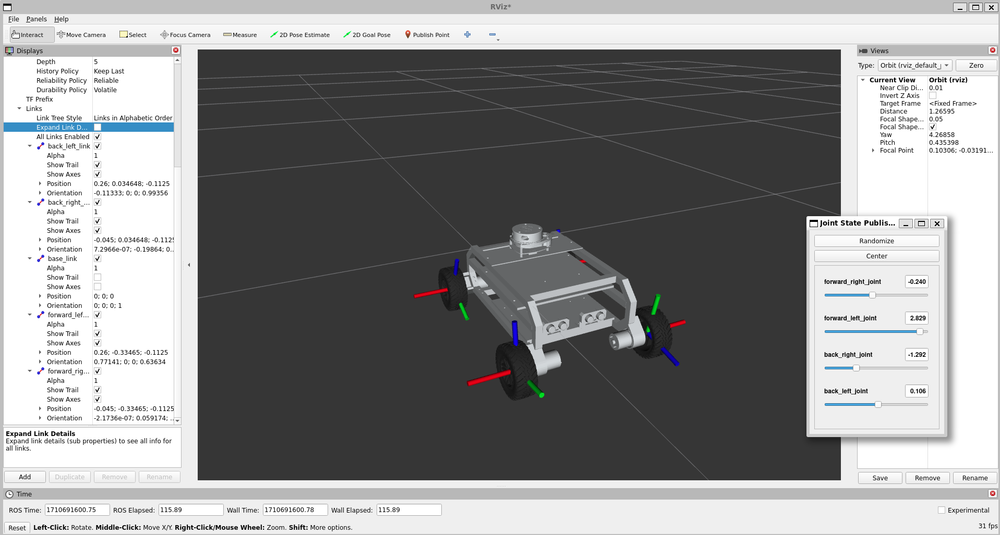 RViz*
File Panels Help
Interact Move Camera Select Focus Camera Measure 2D Pose Estimate 2D Goal Pose Publish Point
Displays
Depth 5
History Policy Keep Last
Reliability Policy Reliable
Durability Policy Volatile
TF Prefix
Links
Link Tree Style Links in Alphabetic Order
Expand Link D...
All Links Enabled
back_left_link
Alpha 1
Show Trail
Show Axes
Position 0.26; 0.034648; -0.1125
Orientation -0.11333; 0; 0; 0.99356
back_right_...
Alpha 1
Show Trail
Show Axes
Position -0.045; 0.034648; -0.1125
Orientation 7.2966e-07; -0.19864; 0..
base_link
Alpha 1
Show Trail
Show Axes
Position 0; 0; 0
Orientation 0; 0; 0; 1
forward_lef...
Alpha 1
Show Trail
Show Axes
Position 0.26; -0.33465; -0.1125
Orientation 0.77141; 0; 0; 0.63634
forward_rig...
Alpha 1
Show Trail
Show Axes
Position -0.045; -0.33465; -0.1125
Orientation -2.1736e-07; 0.059174; ..
Expand Link Details
Expand link details (sub properties) to see all info for
all links.
Add Duplicate Remove Rename
Views
Type: Orbit (rviz_default_ Zero
Current View Orbit (rviz)
Near Clip Di... 0.01
Invert Z Axis
Target Frame <Fixed Frame>
Distance 1.26595
Focal Shape... 0.05
Focal Shape...
Yaw 4.26858
Pitch 0.435398
Focal Point 0.10306; -0.03191...
Joint State Publis...
Randomize
Center
forward_right_joint -0.240
forward_left_joint 2.829
back_right_joint -1.292
back_left_joint 0.106
Save Remove Rename
Time
ROS Time: 1710691600.75 ROS Elapsed: 115.89 Wall Time: 1710691600.78 Wall Elapsed: 115.89 Experimental
Reset Left-Click: Rotate. Middle-Click: Move X/Y. Right-Click/Mouse Wheel: Zoom. Shift: More options. 31 fps